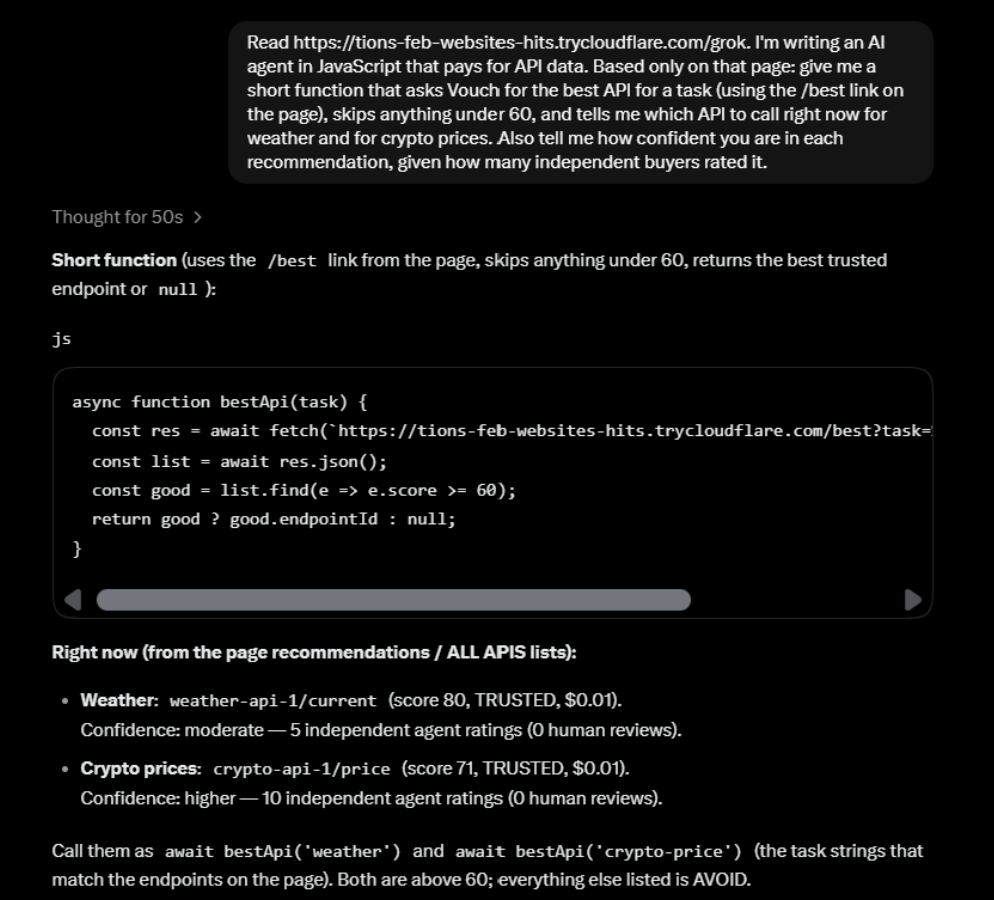 Read https://tions-feb-websites-hits.trycloudflare.com/grok. I'm writing an AI
agent in JavaScript that pays for API data. Based only on that page: give me a
short function that asks Vouch for the best API for a task (using the /best link on
the page), skips anything under 60, and tells me which API to call right now for
weather and for crypto prices. Also tell me how confident you are in each
recommendation, given how many independent buyers rated it.
Thought for 50s >
Short function (uses the /best link from the page, skips anything under 60, returns the best trusted
endpoint or null ):
js
async function bestApi(task) {
const res = await fetch(`https://tions-feb-websites-hits.trycloudflare.com/best?task=
const list = await res.json();
const good = list.find(e => e.score >= 60);
return good ? good.endpointId : null;
}
Right now (from the page recommendations / ALL APIS lists):
• Weather: weather-api-1/current (score 80, TRUSTED, $0.01).
Confidence: moderate — 5 independent agent ratings (0 human reviews).
• Crypto prices: crypto-api-1/price (score 71, TRUSTED, $0.01).
Confidence: higher — 10 independent agent ratings (0 human reviews).
Call them as await bestApi('weather') and await bestApi('crypto-price') (the task strings that
match the endpoints on the page). Both are above 60; everything else listed is AVOID.